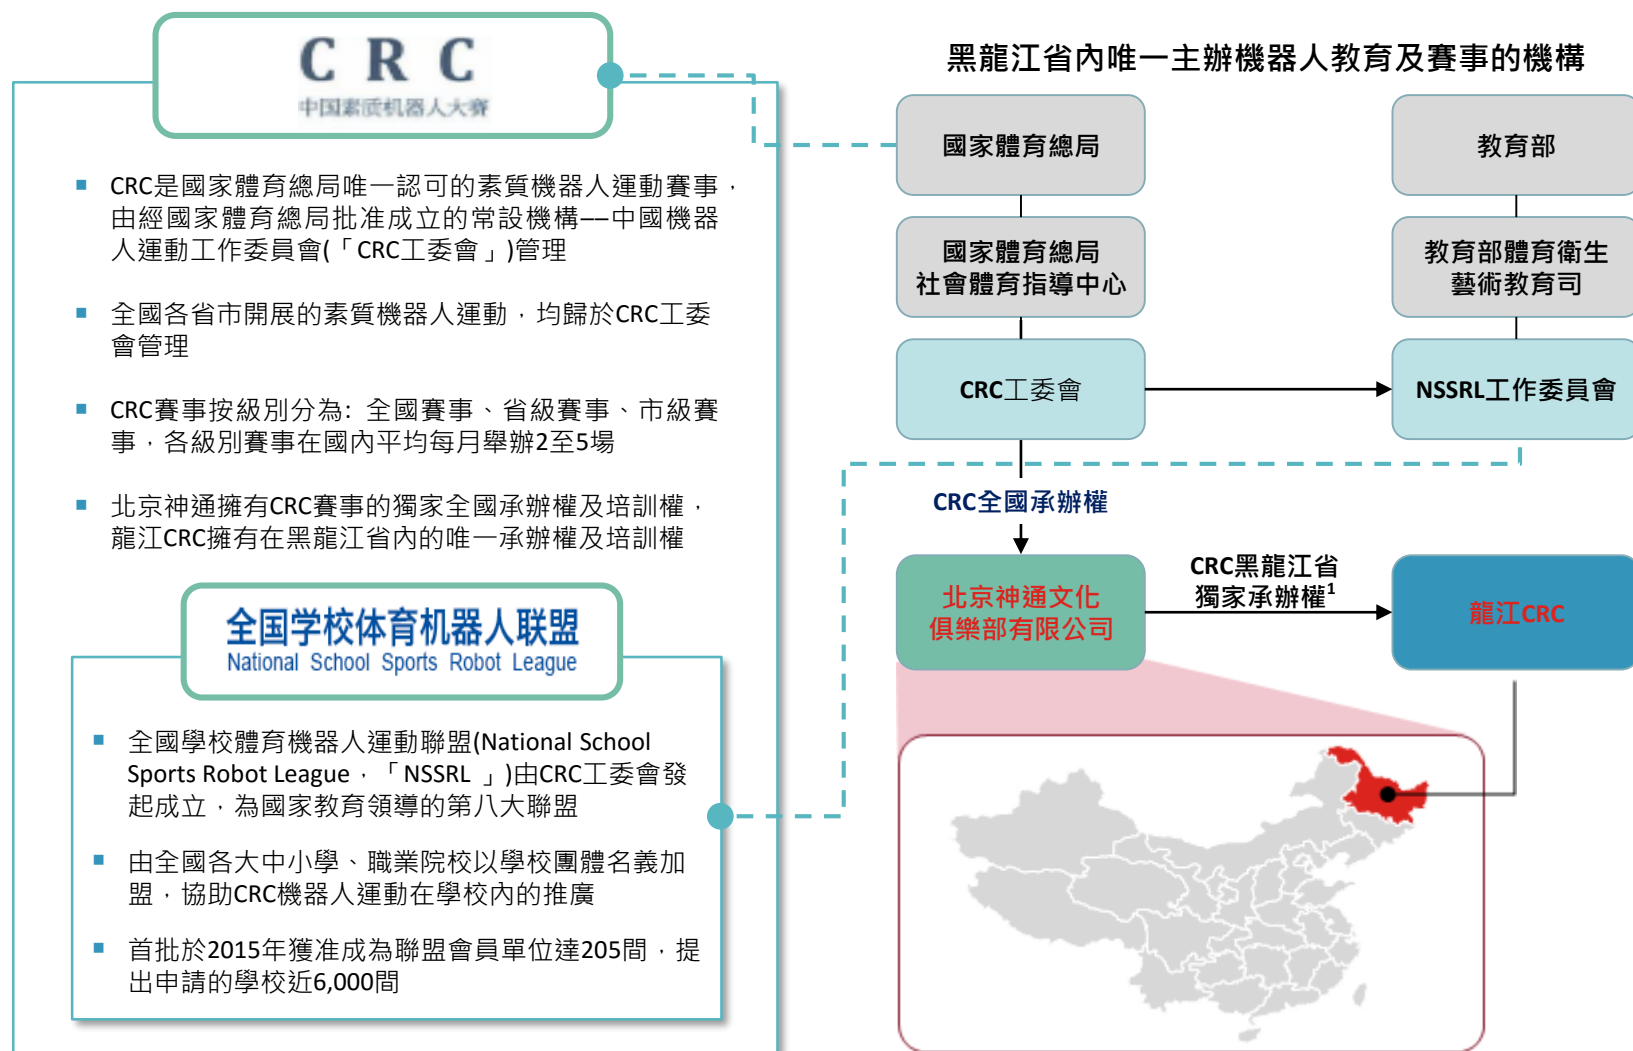 C R C
中国素质机器人大赛
CRC是國家體育總局唯一認可的素質機器人運動賽事，
由經國家體育總局批准成立的常設機構—中國機器
人運動工作委員會(「CRC工委會」)管理
全國各省市開展的素質機器人運動，均歸於CRC工委
會管理
CRC賽事按級別分為: 全國賽事、省級賽事、市級賽
事，各級別賽事在國內平均每月舉辦2至5場
北京神通擁有CRC賽事的獨家全國承辦權及培訓權，
龍江CRC擁有在黑龍江省內的唯一承辦權及培訓權
全国学校体育机器人联盟
National School Sports Robot League
全國學校體育機器人運動聯盟(National School
Sports Robot League，「NSSRL 」)由CRC工委會發
起成立，為國家教育領導的第八大聯盟
由全國各大中小學、職業院校以學校團體名義加
盟，協助CRC機器人運動在學校內的推廣
首批於2015年獲准成為聯盟會員單位達205間，提
出申請的學校近6,000間
黑龍江省內唯一主辦機器人教育及賽事的機構
國家體育總局
教育部
國家體育總局
社會體育指導中心
教育部體育衛生
藝術教育司
CRC工委會
NSSRL工作委員會
CRC全國承辦權
北京神通文化
俱樂部有限公司
CRC黑龍江省
獨家承辦權1
龍江CRC